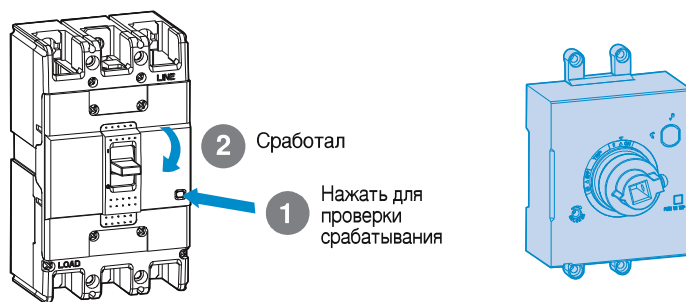 LINE
2 Сработал
1 Нажать для
проверки
срабатывания
LOAD